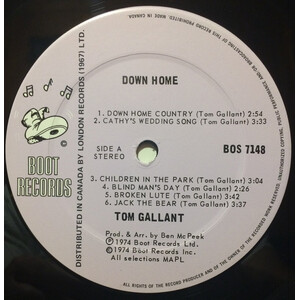 DOWN HOME
1. DOWN HOME COUNTRY (Tom Gallant) 2:54
2. CATHY'S WEDDING SONG (Tom Gallant) 3:33
SIDE A
STEREO
BOS 7148
3. CHILDREN IN THE PARK (Tom Gallant) 3:04
4. BLIND MAN'S DAY (Tom Gallant) 2:26
5. BROKEN LUTE (Tom Gallant) 3:43
6. JACK THE BEAR (Tom Gallant) 3:33
TOM GALLANT
Prod. & Arr. by Ben McPeek
Ⓟ1974 Boot Records Ltd.
©1974 Boot Records Inc.
All selections MAPL
BOOT
RECORDS
DISTRIBUTED IN CANADA BY LONDON RECORDS (1967) LTD.
MADE IN CANADA